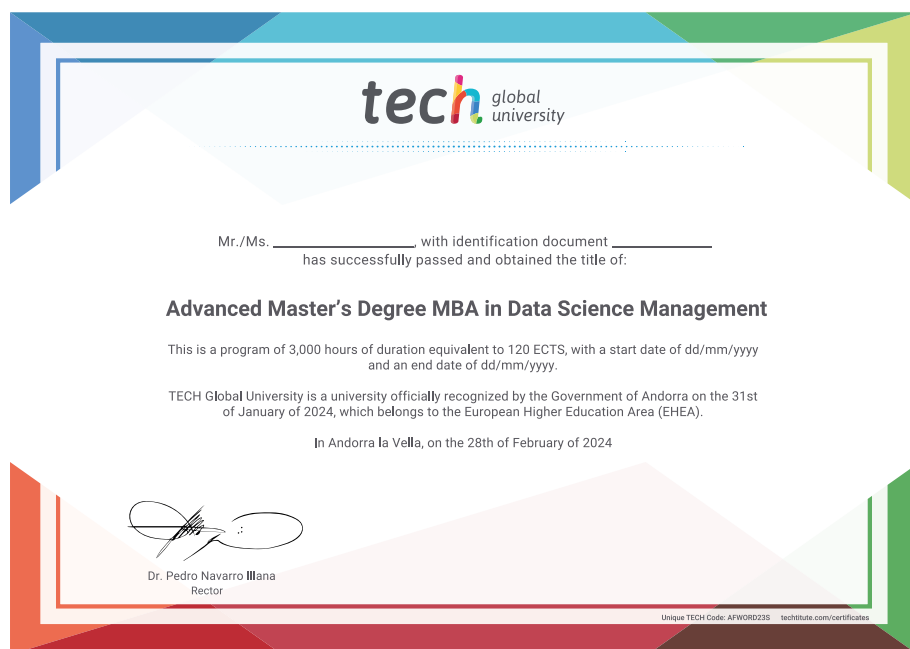 tech global
university
Mr./Ms. ____________________, with identification document ______________
has successfully passed and obtained the title of:
Advanced Master’s Degree MBA in Data Science Management
This is a program of 3,000 hours of duration equivalent to 120 ECTS, with a start date of dd/mm/yyyy
and an end date of dd/mm/yyyy.
TECH Global University is a university officially recognized by the Government of Andorra on the 31st
of January of 2024, which belongs to the European Higher Education Area (EHEA).
In Andorra la Vella, on the 28th of February of 2024
Dr. Pedro Navarro Illana
Rector
Unique TECH Code: AFWORD23S techtitute.com/certificates